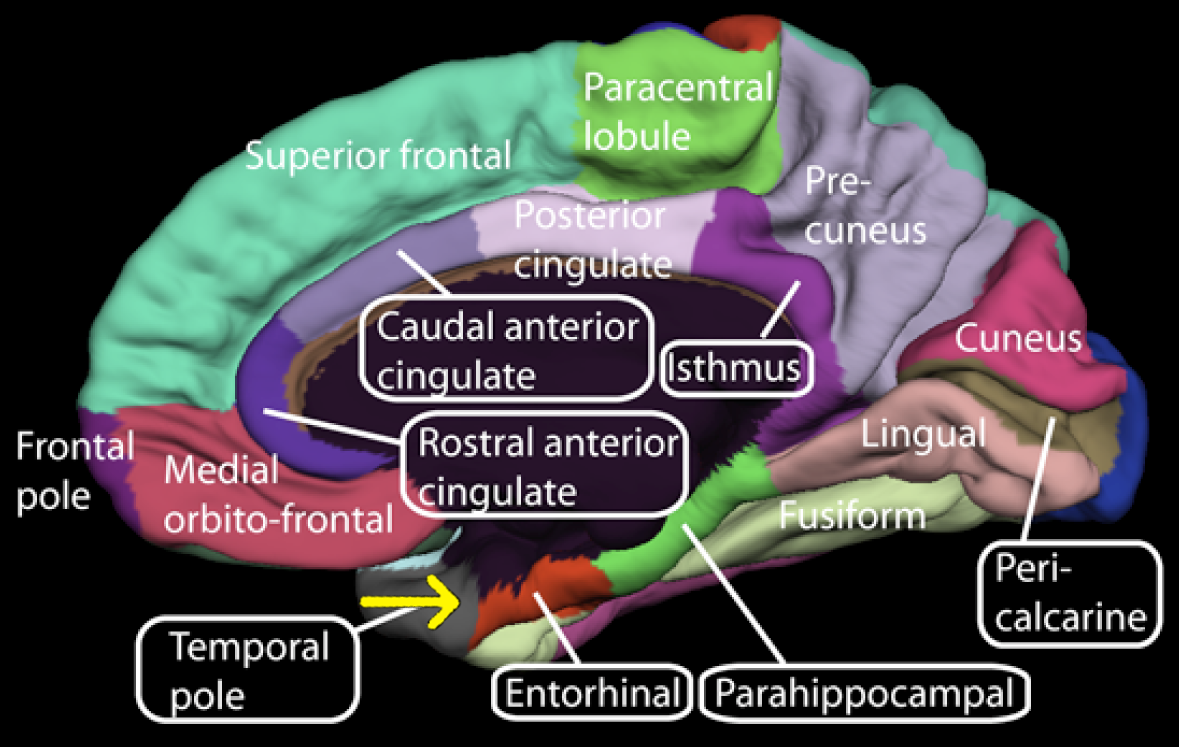 Paracentral
lobule
Superior frontal
Pre-
cuneus
Posterior
cingulate
Caudal anterior
cingulate
Isthmus
Cuneus
Frontal
pole
Medial
orbito-frontal
Rostral anterior
cingulate
Lingual
Fusiform
Peri-
calcarine
Temporal
pole
Entorhinal
Parahippocampal